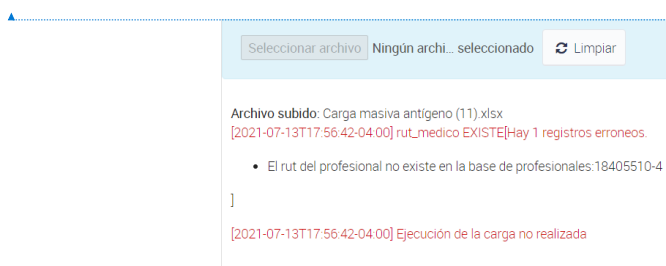 Seleccionar archivo Ningún archi... seleccionado Limpiar
Archivo subido: Carga masiva antígeno (11).xlsx
[2021-07-13T17:56:42-04:00] rut_medico EXISTE[Hay 1 registros erroneos.
• El rut del profesional no existe en la base de profesionales:18405510-4
]
[2021-07-13T17:56:42-04:00] Ejecución de la carga no realizada